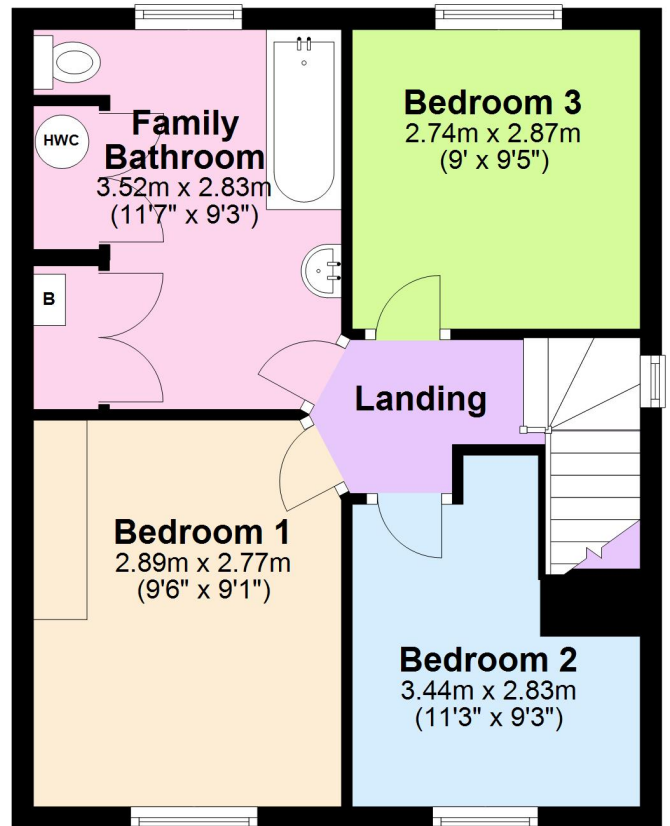 Family
Bathroom
3.52m x 2.83m
(11'7" x 9'3")
HWC
B
Bedroom 3
2.74m x 2.87m
(9' x 9'5")
Landing
Bedroom 1
2.89m x 2.77m
(9'6" x 9'1")
Bedroom 2
3.44m x 2.83m
(11'3" x 9'3")